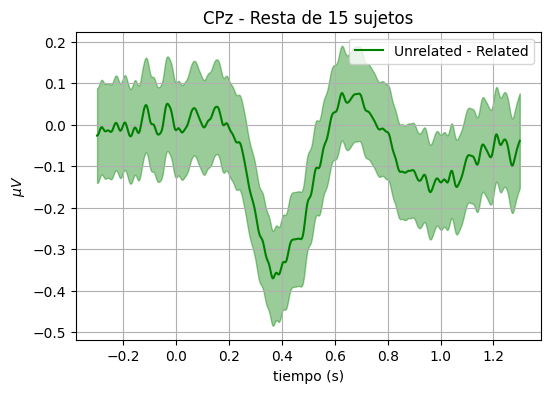 CPz - Resta de 15 sujetos
Unrelated - Related
μV
0.2
0.1
0.0
−0.1
−0.2
−0.3
−0.4
−0.5
−0.2 0.0 0.2 0.4 0.6 0.8 1.0 1.2
tiempo (s)